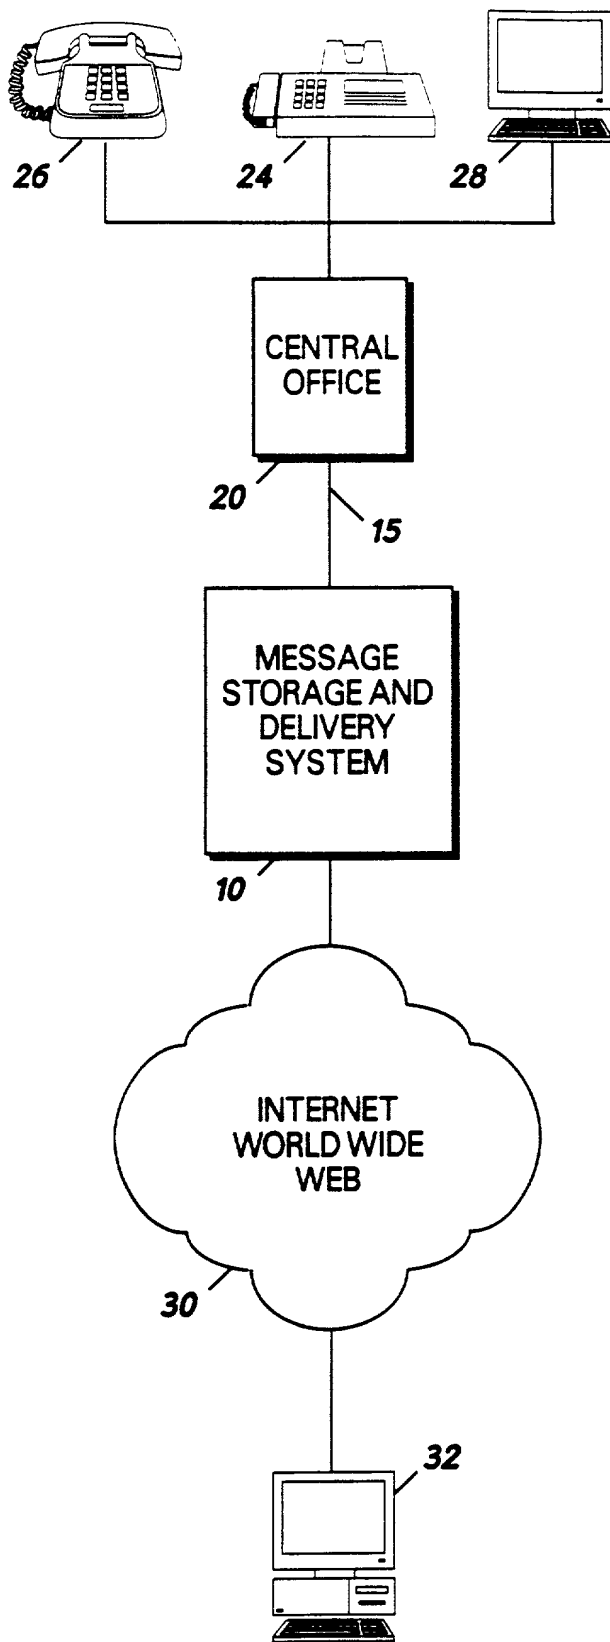 26
24
28
CENTRAL
OFFICE
20
15
MESSAGE
STORAGE AND
DELIVERY
SYSTEM
10
INTERNET
WORLD WIDE
WEB
30
32